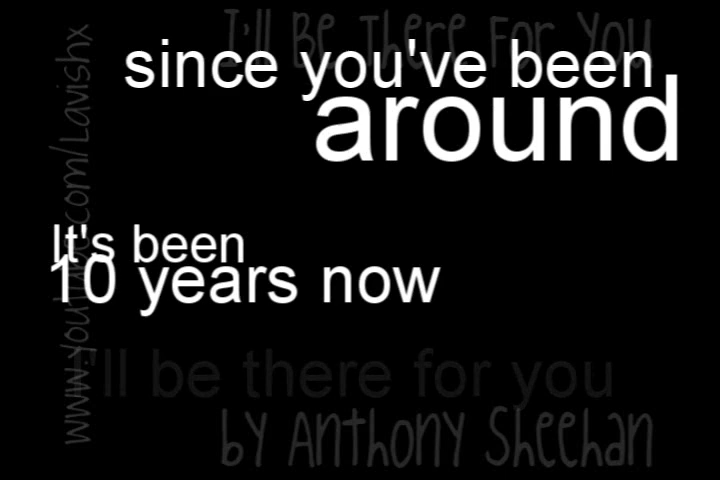 I'll Be There For You
since you've been
around
It's been
10 years now
I'll be there for you
by Anthony Sheehan
www.youtube.com/Lavishx